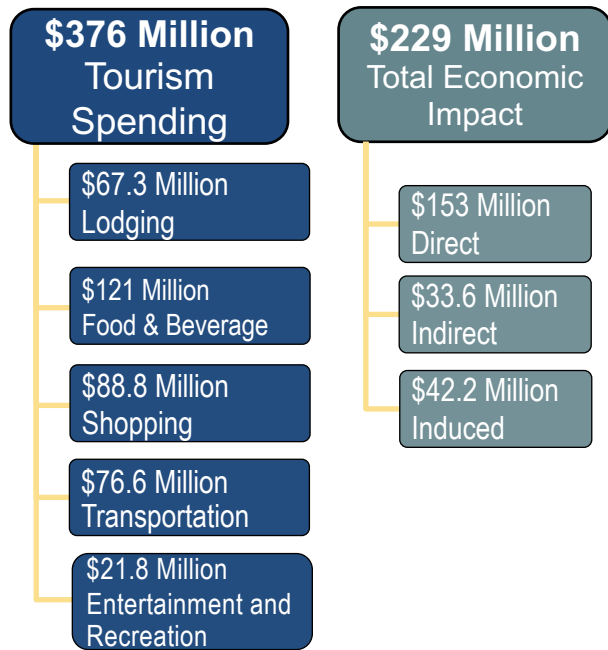 $376 Million
Tourism
Spending
$67.3 Million
Lodging
$121 Million
Food & Beverage
$88.8 Million
Shopping
$76.6 Million
Transportation
$21.8 Million
Entertainment and
Recreation
$229 Million
Total Economic
Impact
$153 Million
Direct
$33.6 Million
Indirect
$42.2 Million
Induced